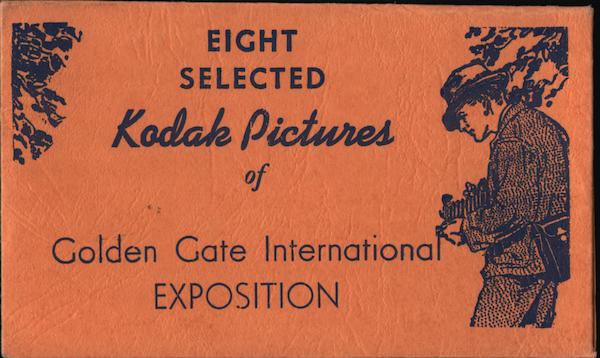 EIGHT
SELECTED
Kodak Pictures
of
Golden Gate International
EXPOSITION